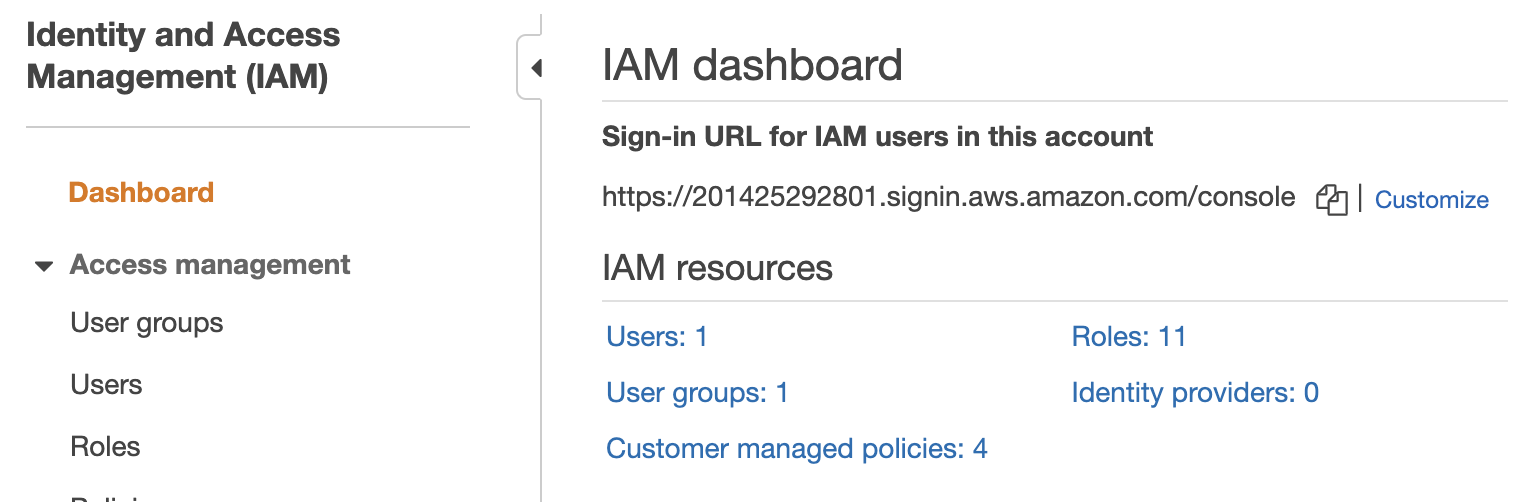 Identity and Access
Management (IAM)
Dashboard
Access management
User groups
Users
Roles
IAM dashboard
Sign-in URL for IAM users in this account
https://201425292801.signin.aws.amazon.com/console | Customize
IAM resources
Users: 1
Roles: 11
User groups: 1
Identity providers: 0
Customer managed policies: 4